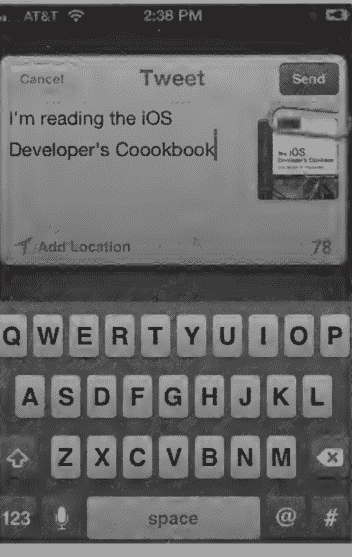 AT&T 2:38 PM
Cancel Tweet Send
I'm reading the iOS
Developer's Coookbook
The iOS
Developer's Cookbook
Add Location 78
Q W E R T Y U I O P
A S D F G H J K L
Z X C V B N M
123 space @ #